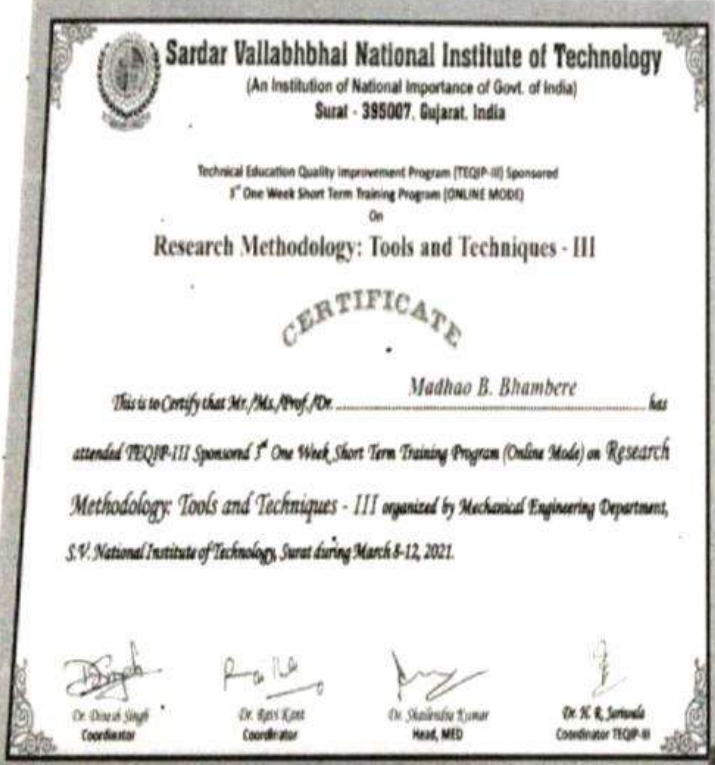 Sardar Vallabhbhai National Institute of Technology
(An Institution of National Importance of Govt. of India)
Surat - 395007, Gujarat, India
Technical Education Quality Improvement Program (TEQIP-III) Sponsored
3rd One Week Short Term Training Program (ONLINE MODE)
On
Research Methodology: Tools and Techniques - III
CERTIFICATE
This is to Certify that Mr./Ms./Prof./Dr. Madhao B. Bhambere has
attended TEQIP-III Sponsored 3rd One Week Short Term Training Program (Online Mode) on Research
Methodology: Tools and Techniques - III organized by Mechanical Engineering Department,
S.V. National Institute of Technology, Surat during March 8-12, 2021.
Dr. Dinesh Singh Dr. Ravi Kant Dr. Shailendra Kumar Dr. N. R.
Coordinator Coordinator Head, MED Coordinator TEQIP-III